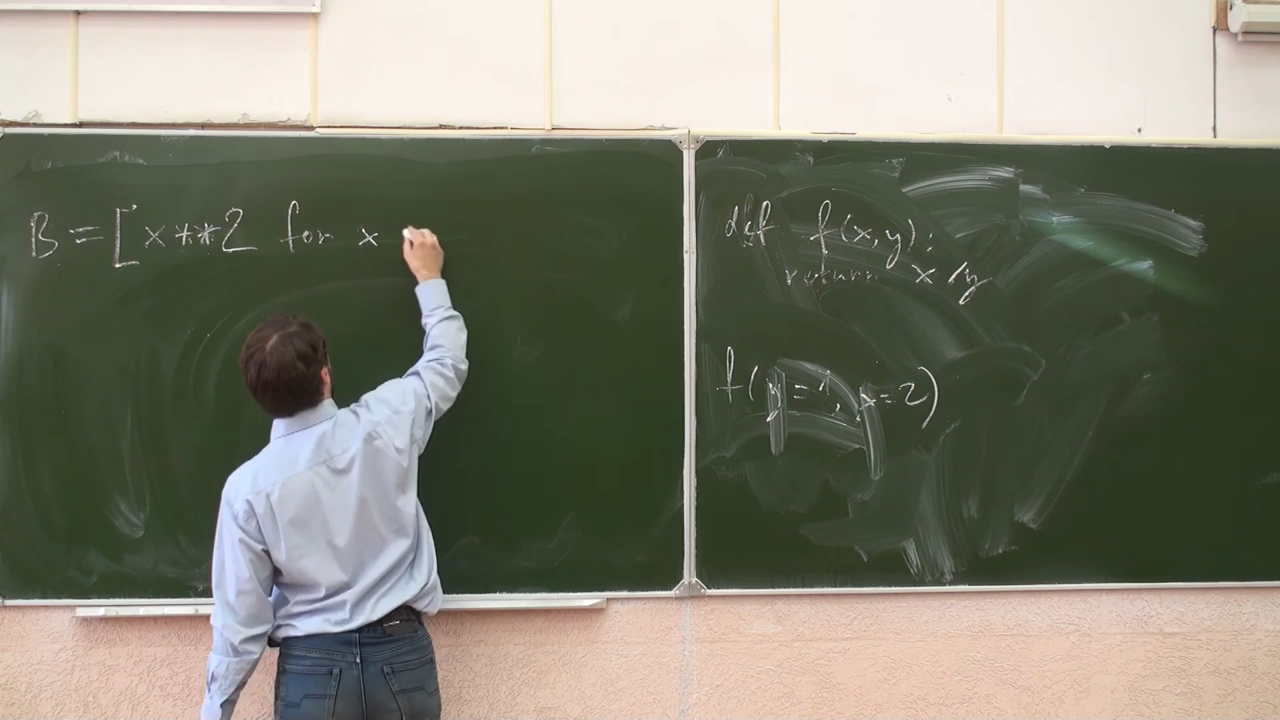 B = [ x**2 for x
def f(x,y):
return x/y
f(y=1, x=2)